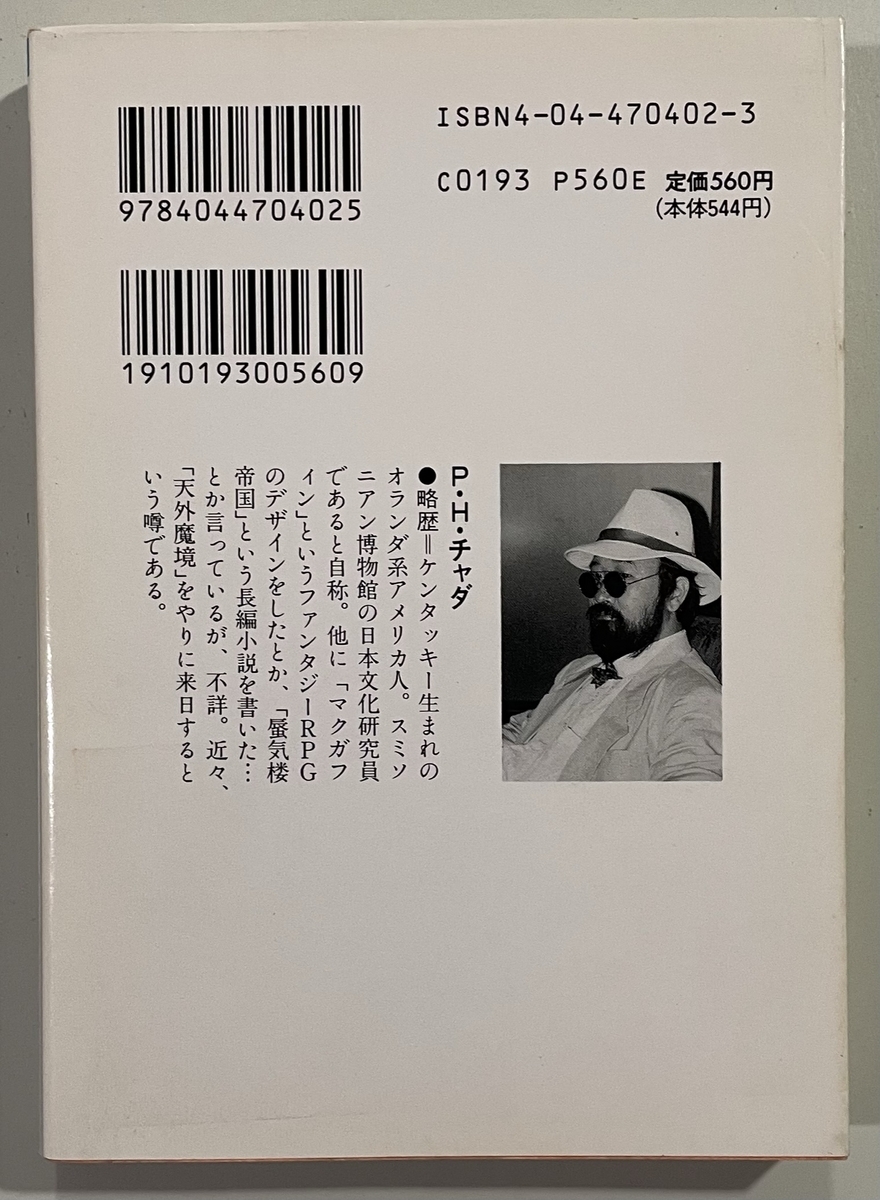 ISBN4-04-470402-3
C0193 P560E 定価560円
(本体544円)
9784044704025
1910193005609
P・H・チャダ
●略歴＝ケンタッキー生まれの
オランダ系アメリカ人。スミソ
ニアン博物館の日本文化研究員
であると自称。他に「マクガフ
ィン」というファンタジーRPG
のデザインをしたとか、「蜃気楼
帝国」という長編小説を書いた…
とか言っているが、不詳。近々、
「天外魔境」をやりに来日すると
いう噂である。